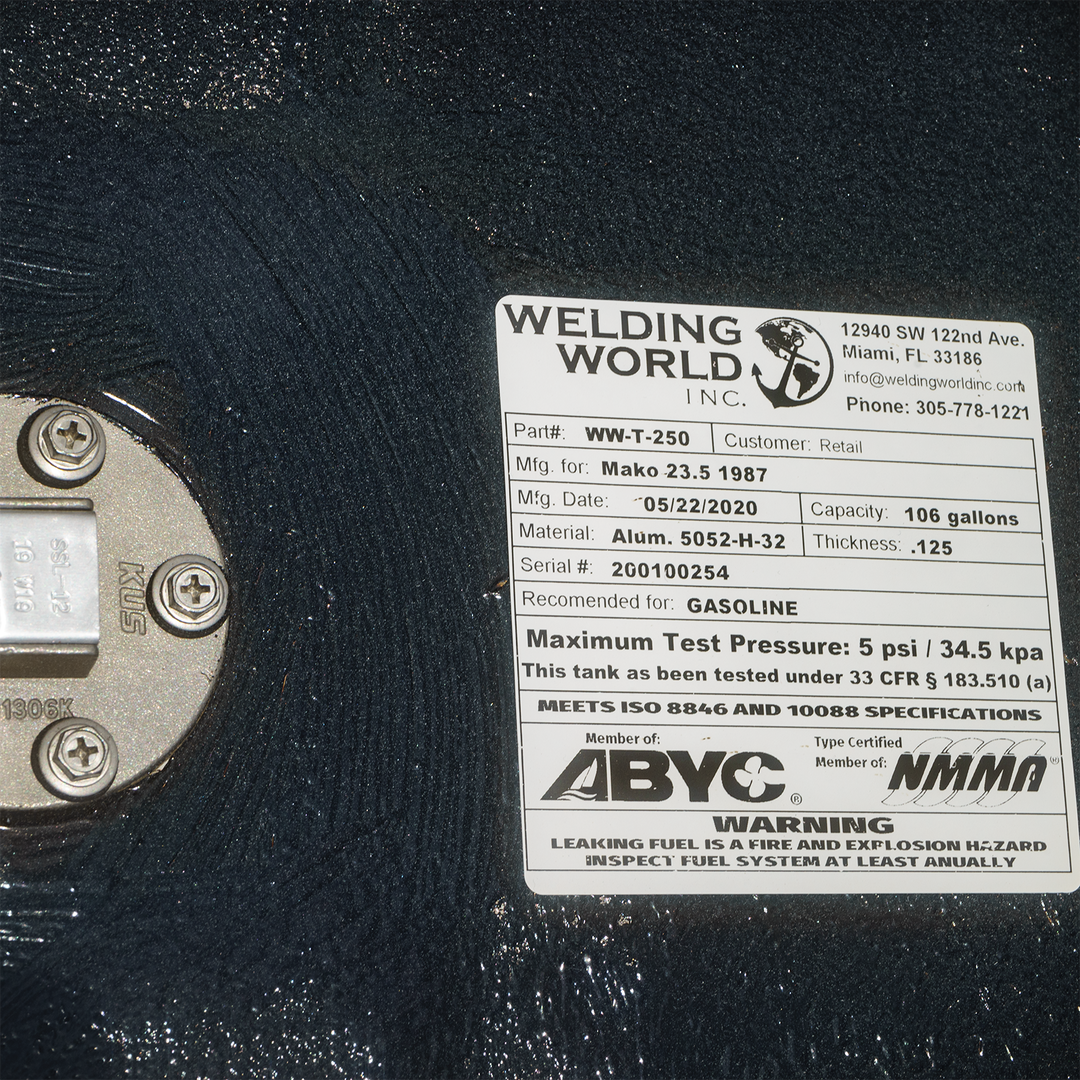 WELDING
WORLD
INC.
12940 SW 122nd Ave.
Miami, FL 33186
info@weldingworldinc.com
Phone: 305-778-1221
Part#: WW-T-250 Customer: Retail
Mfg. for: Mako 23.5 1987
Mfg. Date: 05/22/2020 Capacity: 106 gallons
Material: Alum. 5052-H-32 Thickness: .125
Serial #: 200100254
Recomended for: GASOLINE
Maximum Test Pressure: 5 psi / 34.5 kpa
This tank as been tested under 33 CFR § 183.510 (a)
MEETS ISO 8846 AND 10088 SPECIFICATIONS
Member of:
ABYC®
Type Certified
Member of: NMMA®
WARNING
LEAKING FUEL IS A FIRE AND EXPLOSION HAZARD
INSPECT FUEL SYSTEM AT LEAST ANUALLY
KUS
1306K